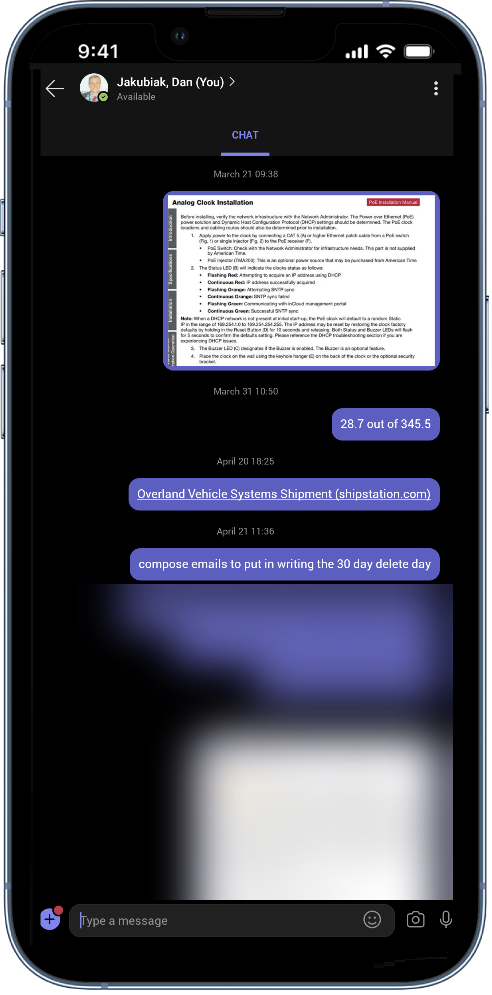 9:41
Jakubiak, Dan (You)
Available
CHAT
March 21 09:38
Analog Clock Installation
PoE Installation Manual
Introduction
Specifications
Installation
Before installing, verify the network infrastructure with the Network Administrator. The Power over Ethernet (PoE)
power solution and Dynamic Host Configuration Protocol (DHCP) settings should be determined. The PoE clock
locations and cabling routes should also be determined prior to installation.
1. Apply power to the clock by connecting a CAT 5 (A) or higher Ethernet patch cable from a PoE switch
(Fig. 1) or single injector (Fig. 2) to the PoE receiver (F).
• PoE Switch: Check with the Network Administrator for infrastructure needs. This part is not supplied
by American Time.
• PoE Injector: This is an optional power source that may be purchased from American Time
2. The Status LED (B) will indicate the clocks status as follows:
• Flashing Red: Attempting to acquire an IP address using DHCP
• Continuous Red: IP address successfully acquired
• Flashing Orange: Attempting SNTP sync
• Continuous Orange: SNTP sync failed
• Flashing Green: Communicating with inCloud management portal
• Continuous Green: Successful SNTP sync
Note: When a DHCP network is not present at initial start-up, the PoE clock will default to a random Static
IP in the range of 169.254.1.0 to 169.254.254.255. The IP address may be reset by restoring the clock factory
defaults by holding in the Reset Button (D) for 10 seconds and releasing. Both Status and Buzzer LEDs will flash
for 5 seconds to confirm the defaults setting. Please reference the DHCP troubleshooting section if you are
experiencing DHCP issues.
3. The Buzzer LED (C) designates if the Buzzer is enabled. The Buzzer is an optional feature.
4. Place the clock on the wall using the keyhole hanger (E) on the back of the clock or the optional security
bracket.
March 31 10:50
28.7 out of 345.5
April 20 18:25
Overland Vehicle Systems Shipment (shipstation.com)
April 21 11:36
compose emails to put in writing the 30 day delete day
Type a message